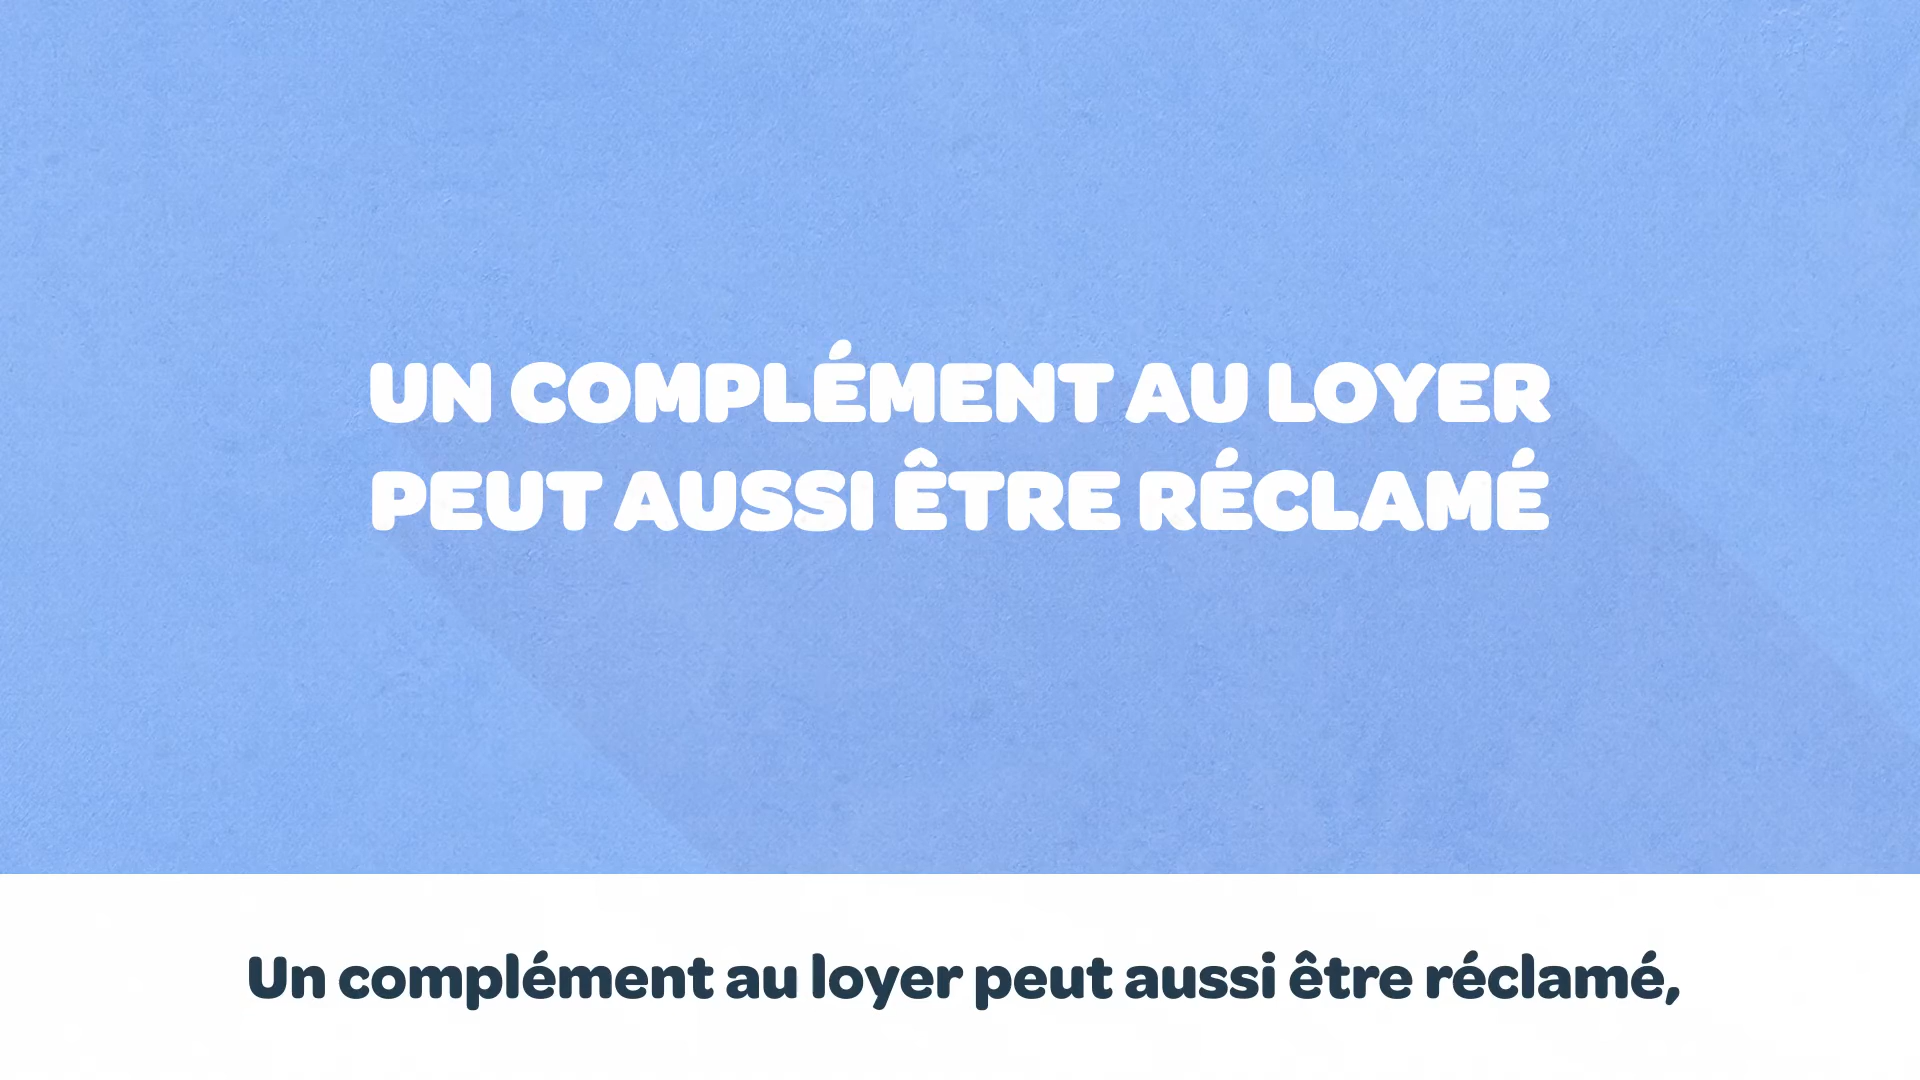 UN COMPLÉMENT AU LOYER
PEUT AUSSI ÊTRE RÉCLAMÉ
Un complément au loyer peut aussi être réclamé,